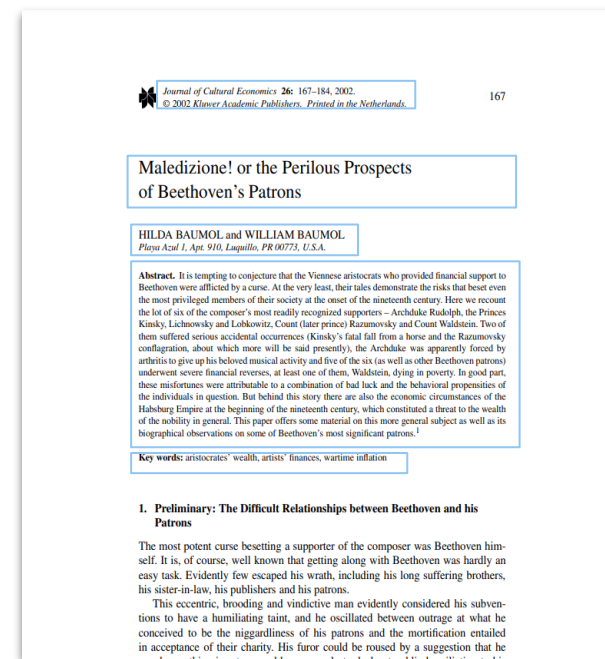 Journal of Cultural Economics 26: 167–184, 2002.
© 2002 Kluwer Academic Publishers. Printed in the Netherlands.
167
Maledizione! or the Perilous Prospects
of Beethoven's Patrons
HILDA BAUMOL and WILLIAM BAUMOL
Playa Azul 1, Apt. 910, Luquillo, PR 00773, U.S.A.
Abstract. It is tempting to conjecture that the Viennese aristocrats who provided financial support to
Beethoven were afflicted by a curse. At the very least, their tales demonstrate the risks that beset even
the most privileged members of their society at the onset of the nineteenth century. Here we recount
the lot of six of the composer's most readily recognized supporters – Archduke Rudolph, the Princes
Kinsky, Lichnowsky and Lobkowitz, Count (later prince) Razumovsky and Count Waldstein. Two of
them suffered serious accidental occurrences (Kinsky's fatal fall from a horse and the Razumovsky
conflagration, about which more will be said presently), the Archduke was apparently forced by
arthritis to give up his beloved musical activity and five of the six (as well as other Beethoven patrons)
underwent severe financial reverses, at least one of them, Waldstein, dying in poverty. In good part,
these misfortunes were attributable to a combination of bad luck and the behavioral propensities of
the individuals in question. But behind this story there are also the economic circumstances of the
Habsburg Empire at the beginning of the nineteenth century, which constituted a threat to the wealth
of the nobility in general. This paper offers some material on this more general subject as well as its
biographical observations on some of Beethoven's most significant patrons.1
Key words: aristocrates' wealth, artists' finances, wartime inflation
1. Preliminary: The Difficult Relationships between Beethoven and his
Patrons
The most potent curse besetting a supporter of the composer was Beethoven him-
self. It is, of course, well known that getting along with Beethoven was hardly an
easy task. Evidently few escaped his wrath, including his long suffering brothers,
his sister-in-law, his publishers and his patrons.
This eccentric, brooding and vindictive man evidently considered his subven-
tions to have a humiliating taint, and he oscillated between outrage at what he
conceived to be the niggardliness of his patrons and the mortification entailed
in acceptance of their charity. His furor could be roused by a suggestion that he